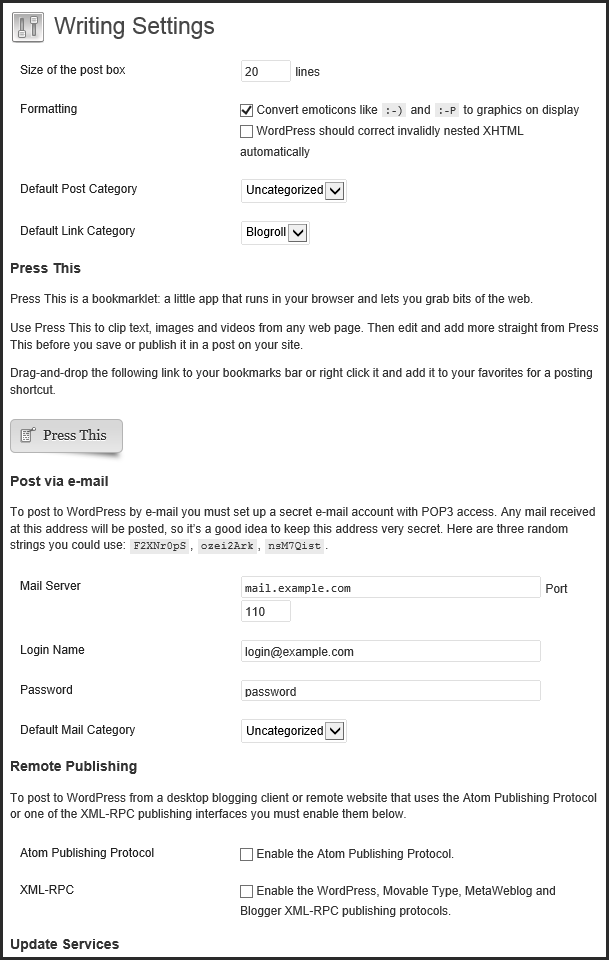 Writing Settings
Size of the post box 20 lines
Formatting Convert emoticons like :-) and :-P to graphics on display
WordPress should correct invalidly nested XHTML
automatically
Default Post Category Uncategorized
Default Link Category Blogroll
Press This
Press This is a bookmarklet: a little app that runs in your browser and lets you grab bits of the web.
Use Press This to clip text, images and videos from any web page. Then edit and add more straight from Press
This before you save or publish it in a post on your site.
Drag-and-drop the following link to your bookmarks bar or right click it and add it to your favorites for a posting
shortcut.
Press This
Post via e-mail
To post to WordPress by e-mail you must set up a secret e-mail account with POP3 access. Any mail received
at this address will be posted, so it's a good idea to keep this address very secret. Here are three random
strings you could use: F2XNr0pS, ozei2Ark, nsM7Qist.
Mail Server mail.example.com Port
110
Login Name login@example.com
Password password
Default Mail Category Uncategorized
Remote Publishing
To post to WordPress from a desktop blogging client or remote website that uses the Atom Publishing Protocol
or one of the XML-RPC publishing interfaces you must enable them below.
Atom Publishing Protocol Enable the Atom Publishing Protocol.
XML-RPC Enable the WordPress, Movable Type, MetaWeblog and
Blogger XML-RPC publishing protocols.
Update Services